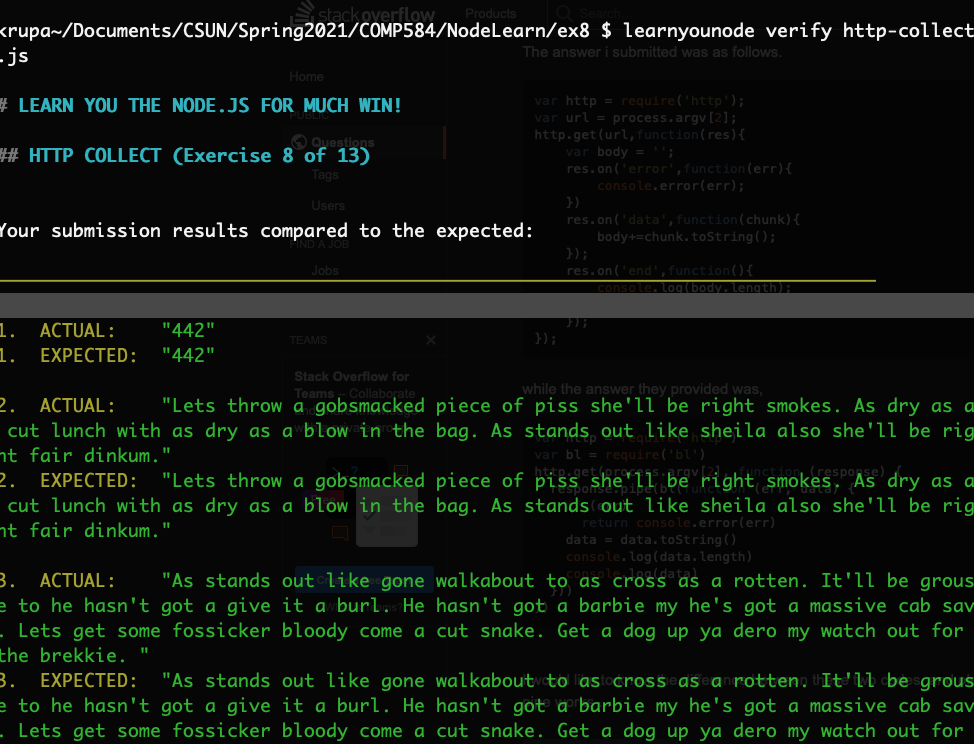 krupa~/Documents/CSUN/Spring2021/COMP584/NodeLearn/ex8 $ learnyounode verify http-collect
.js
# LEARN YOU THE NODE.JS FOR MUCH WIN!
## HTTP COLLECT (Exercise 8 of 13)
Your submission results compared to the expected:
1. ACTUAL: "442"
1. EXPECTED: "442"
2. ACTUAL: "Lets throw a gobsmacked piece of piss she'll be right smokes. As dry as a
cut lunch with as dry as a blow in the bag. As stands out like sheila also she'll be rig
ht fair dinkum."
2. EXPECTED: "Lets throw a gobsmacked piece of piss she'll be right smokes. As dry as a
cut lunch with as dry as a blow in the bag. As stands out like sheila also she'll be rig
ht fair dinkum."
3. ACTUAL: "As stands out like gone walkabout to as cross as a rotten. It'll be grous
e to he hasn't got a give it a burl. He hasn't got a barbie my he's got a massive cab sav
. Lets get some fossicker bloody come a cut snake. Get a dog up ya dero my watch out for
the brekkie. "
3. EXPECTED: "As stands out like gone walkabout to as cross as a rotten. It'll be grous
e to he hasn't got a give it a burl. He hasn't got a barbie my he's got a massive cab sav
. Lets get some fossicker bloody come a cut snake. Get a dog up ya dero my watch out for
stackoverflow
Products
Search
Home
PUBLIC
Questions
Tags
Users
FIND A JOB
Jobs
TEAMS
Stack Overflow for
Teams – Collaborate
The answer i submitted was as follows.
var http = require('http');
var url = process.argv[2];
http.get(url,function(res){
var body = '';
res.on('error',function(err){
console.error(err);
})
res.on('data',function(chunk){
body+=chunk.toString();
});
res.on('end',function(){
console.log(body.length);
});
});
while the answer they provided was,
var http = require('http')
var bl = require('bl')
http.get(process.argv[2], function (response) {
response.pipe(bl(function (err, data) {
return console.error(err)
data = data.toString()
console.log(data.length)
console.log(data)
}))